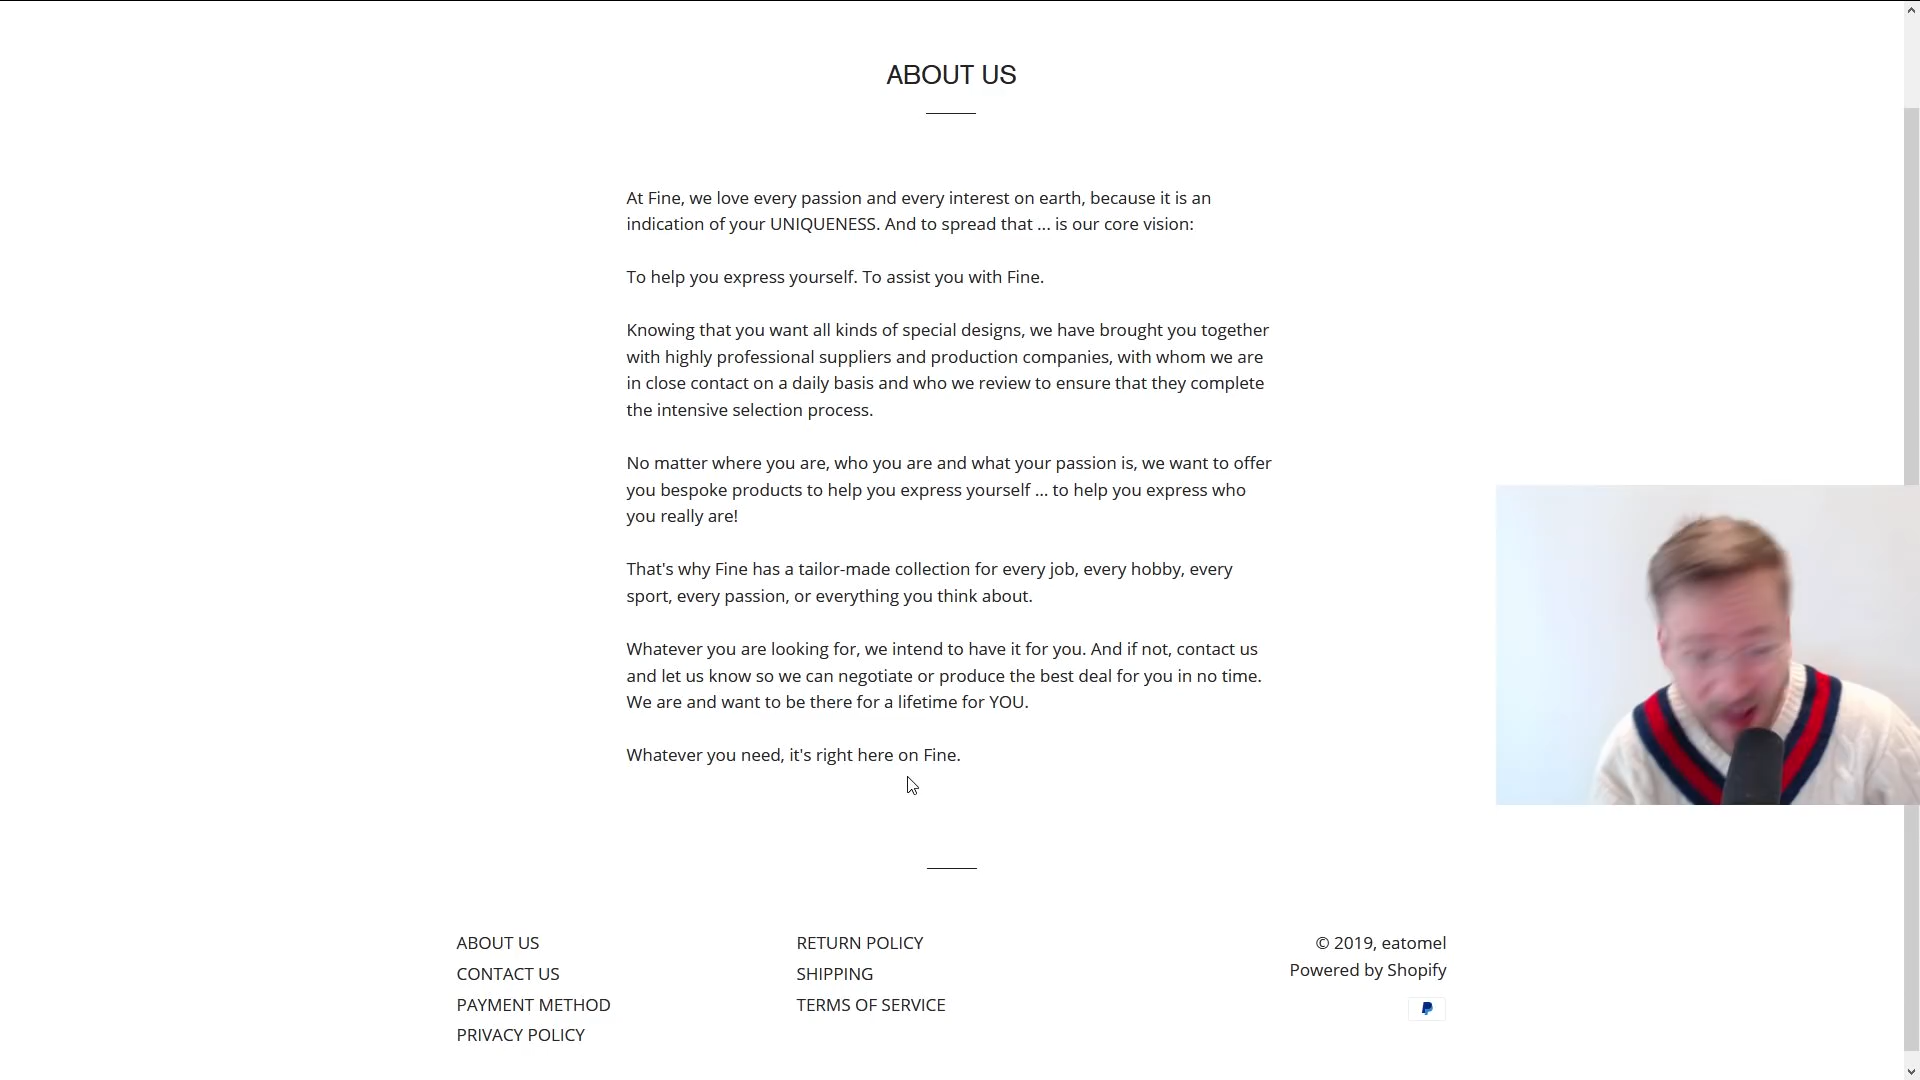 ABOUT US
At Fine, we love every passion and every interest on earth, because it is an
indication of your UNIQUENESS. And to spread that ... is our core vision:
To help you express yourself. To assist you with Fine.
Knowing that you want all kinds of special designs, we have brought you together
with highly professional suppliers and production companies, with whom we are
in close contact on a daily basis and who we review to ensure that they complete
the intensive selection process.
No matter where you are, who you are and what your passion is, we want to offer
you bespoke products to help you express yourself ... to help you express who
you really are!
That's why Fine has a tailor-made collection for every job, every hobby, every
sport, every passion, or everything you think about.
Whatever you are looking for, we intend to have it for you. And if not, contact us
and let us know so we can negotiate or produce the best deal for you in no time.
We are and want to be there for a lifetime for YOU.
Whatever you need, it's right here on Fine.
ABOUT US
CONTACT US
PAYMENT METHOD
PRIVACY POLICY
RETURN POLICY
SHIPPING
TERMS OF SERVICE
© 2019, eatomel
Powered by Shopify